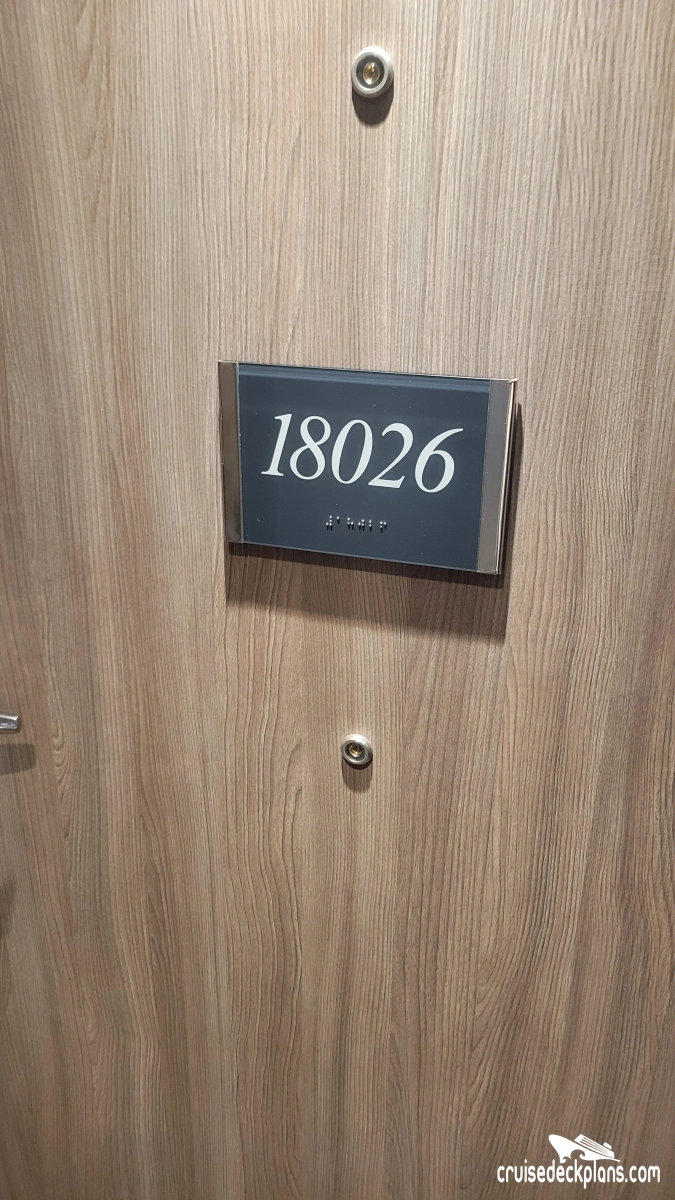 18026
⠼⠁⠓⠚⠃⠋
cruisedeckplans.com